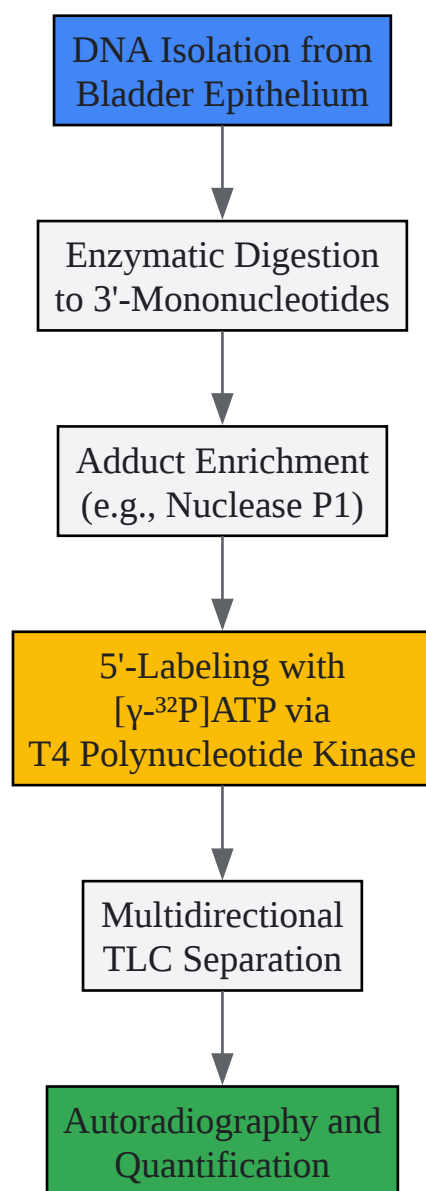 DNA Isolation from
Bladder Epithelium
Enzymatic Digestion
to 3'-Mononucleotides
Adduct Enrichment
(e.g., Nuclease P1)
5'-Labeling with
[γ-³²P]ATP via
T4 Polynucleotide Kinase
Multidirectional
TLC Separation
Autoradiography and
Quantification